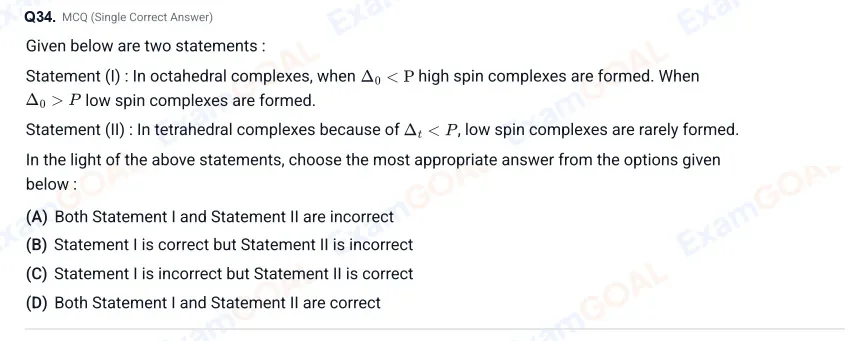 Q34. MCQ (Single Correct Answer)
Given below are two statements :
Statement (I) : In octahedral complexes, when Δ₀ < P high spin complexes are formed. When
Δ₀ > P low spin complexes are formed.
Statement (II) : In tetrahedral complexes because of Δₜ < P, low spin complexes are rarely formed.
In the light of the above statements, choose the most appropriate answer from the options given
below :
(A) Both Statement I and Statement II are incorrect
(B) Statement I is correct but Statement II is incorrect
(C) Statement I is incorrect but Statement II is correct
(D) Both Statement I and Statement II are correct
ExamGOAL